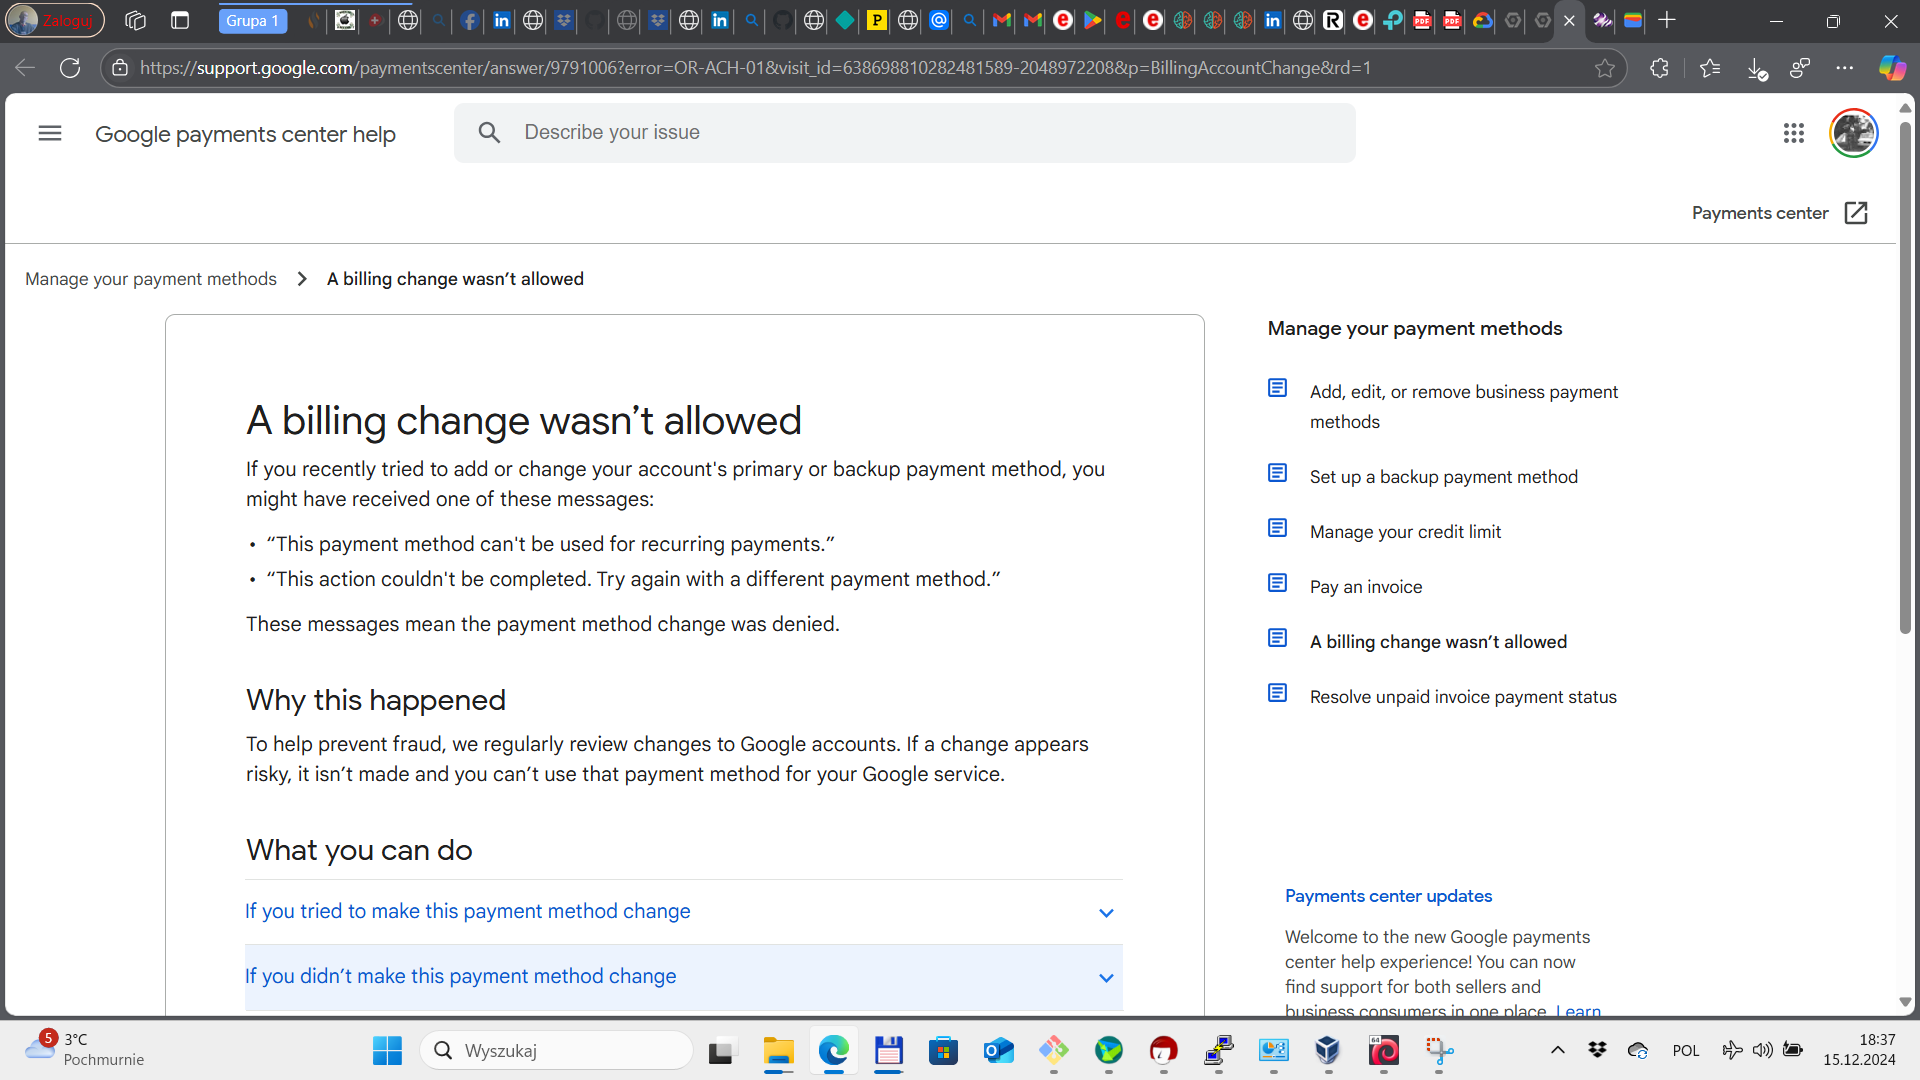 Zaloguj
Grupa 1
https://support.google.com/paymentscenter/answer/9791006?error=OR-ACH-01&visit_id=638698810282481589-2048972208&p=BillingAccountChange&rd=1
Google payments center help
Describe your issue
Payments center
Manage your payment methods
A billing change wasn’t allowed
A billing change wasn’t allowed
If you recently tried to add or change your account's primary or backup payment method, you
might have received one of these messages:
• “This payment method can't be used for recurring payments.”
• “This action couldn't be completed. Try again with a different payment method.”
These messages mean the payment method change was denied.
Why this happened
To help prevent fraud, we regularly review changes to Google accounts. If a change appears
risky, it isn’t made and you can’t use that payment method for your Google service.
What you can do
If you tried to make this payment method change
If you didn’t make this payment method change
Manage your payment methods
Add, edit, or remove business payment
methods
Set up a backup payment method
Manage your credit limit
Pay an invoice
A billing change wasn’t allowed
Resolve unpaid invoice payment status
Payments center updates
Welcome to the new Google payments
center help experience! You can now
find support for both sellers and
business consumers in one place. Learn
5
3°C
Pochmurnie
Wyszukaj
POL
18:37
15.12.2024